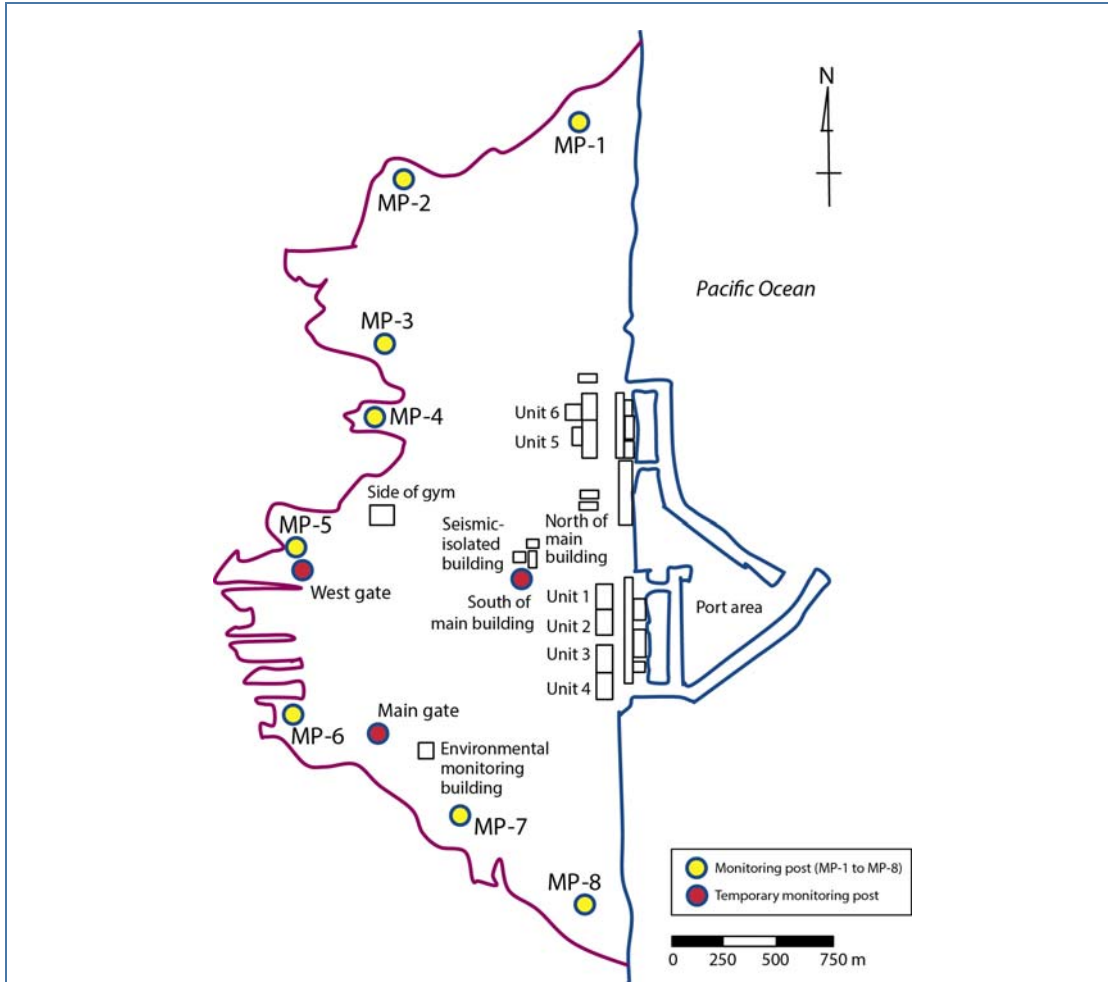 N
MP-1
MP-2
Pacific Ocean
MP-3
MP-4
Unit 6
Unit 5
Side of gym
MP-5
Seismic-
isolated
building
North of
main
building
West gate
South of
main building
Unit 1
Unit 2
Unit 3
Unit 4
Port area
Main gate
MP-6
Environmental
monitoring
building
MP-7
MP-8
Monitoring post (MP-1 to MP-8)
Temporary monitoring post
0 250 500 750 m